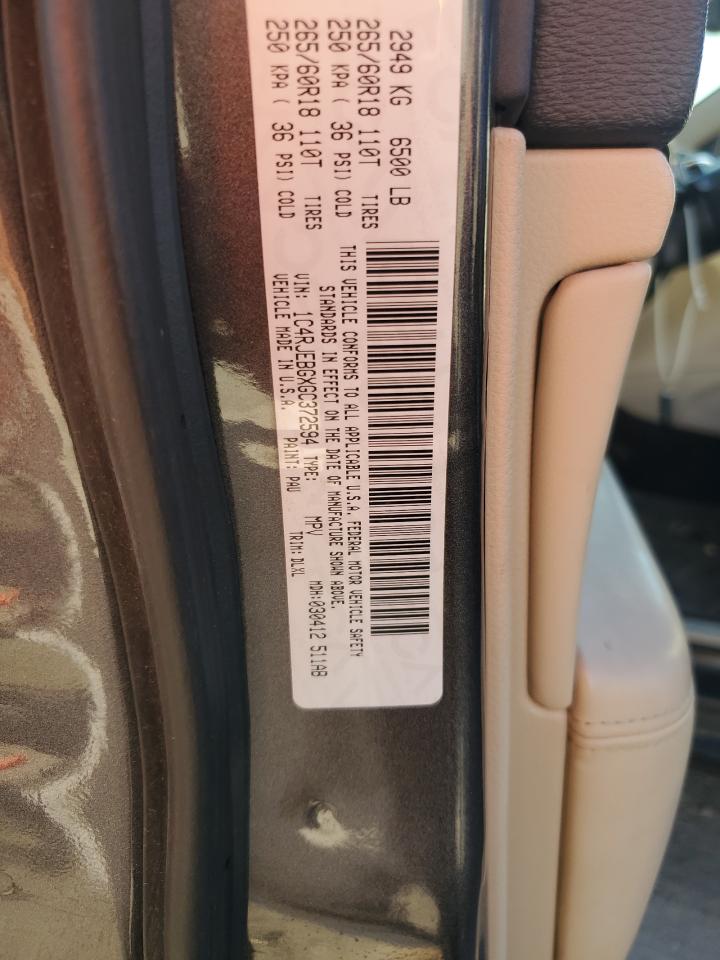 2949 KG 6500 LB
265/60R18 110T TIRES
250 KPA ( 36 PSI) COLD
265/60R18 110T TIRES
250 KPA ( 36 PSI) COLD
THIS VEHICLE CONFORMS TO ALL APPLICABLE U.S.A. FEDERAL MOTOR VEHICLE SAFETY
STANDARDS IN EFFECT ON THE DATE OF MANUFACTURE SHOWN ABOVE.
VIN: 1C4RJEBGXGC372594 TYPE: MPV MDH:030412 511AB
VEHICLE MADE IN U.S.A. PAINT: PAU TRIM: DLXL